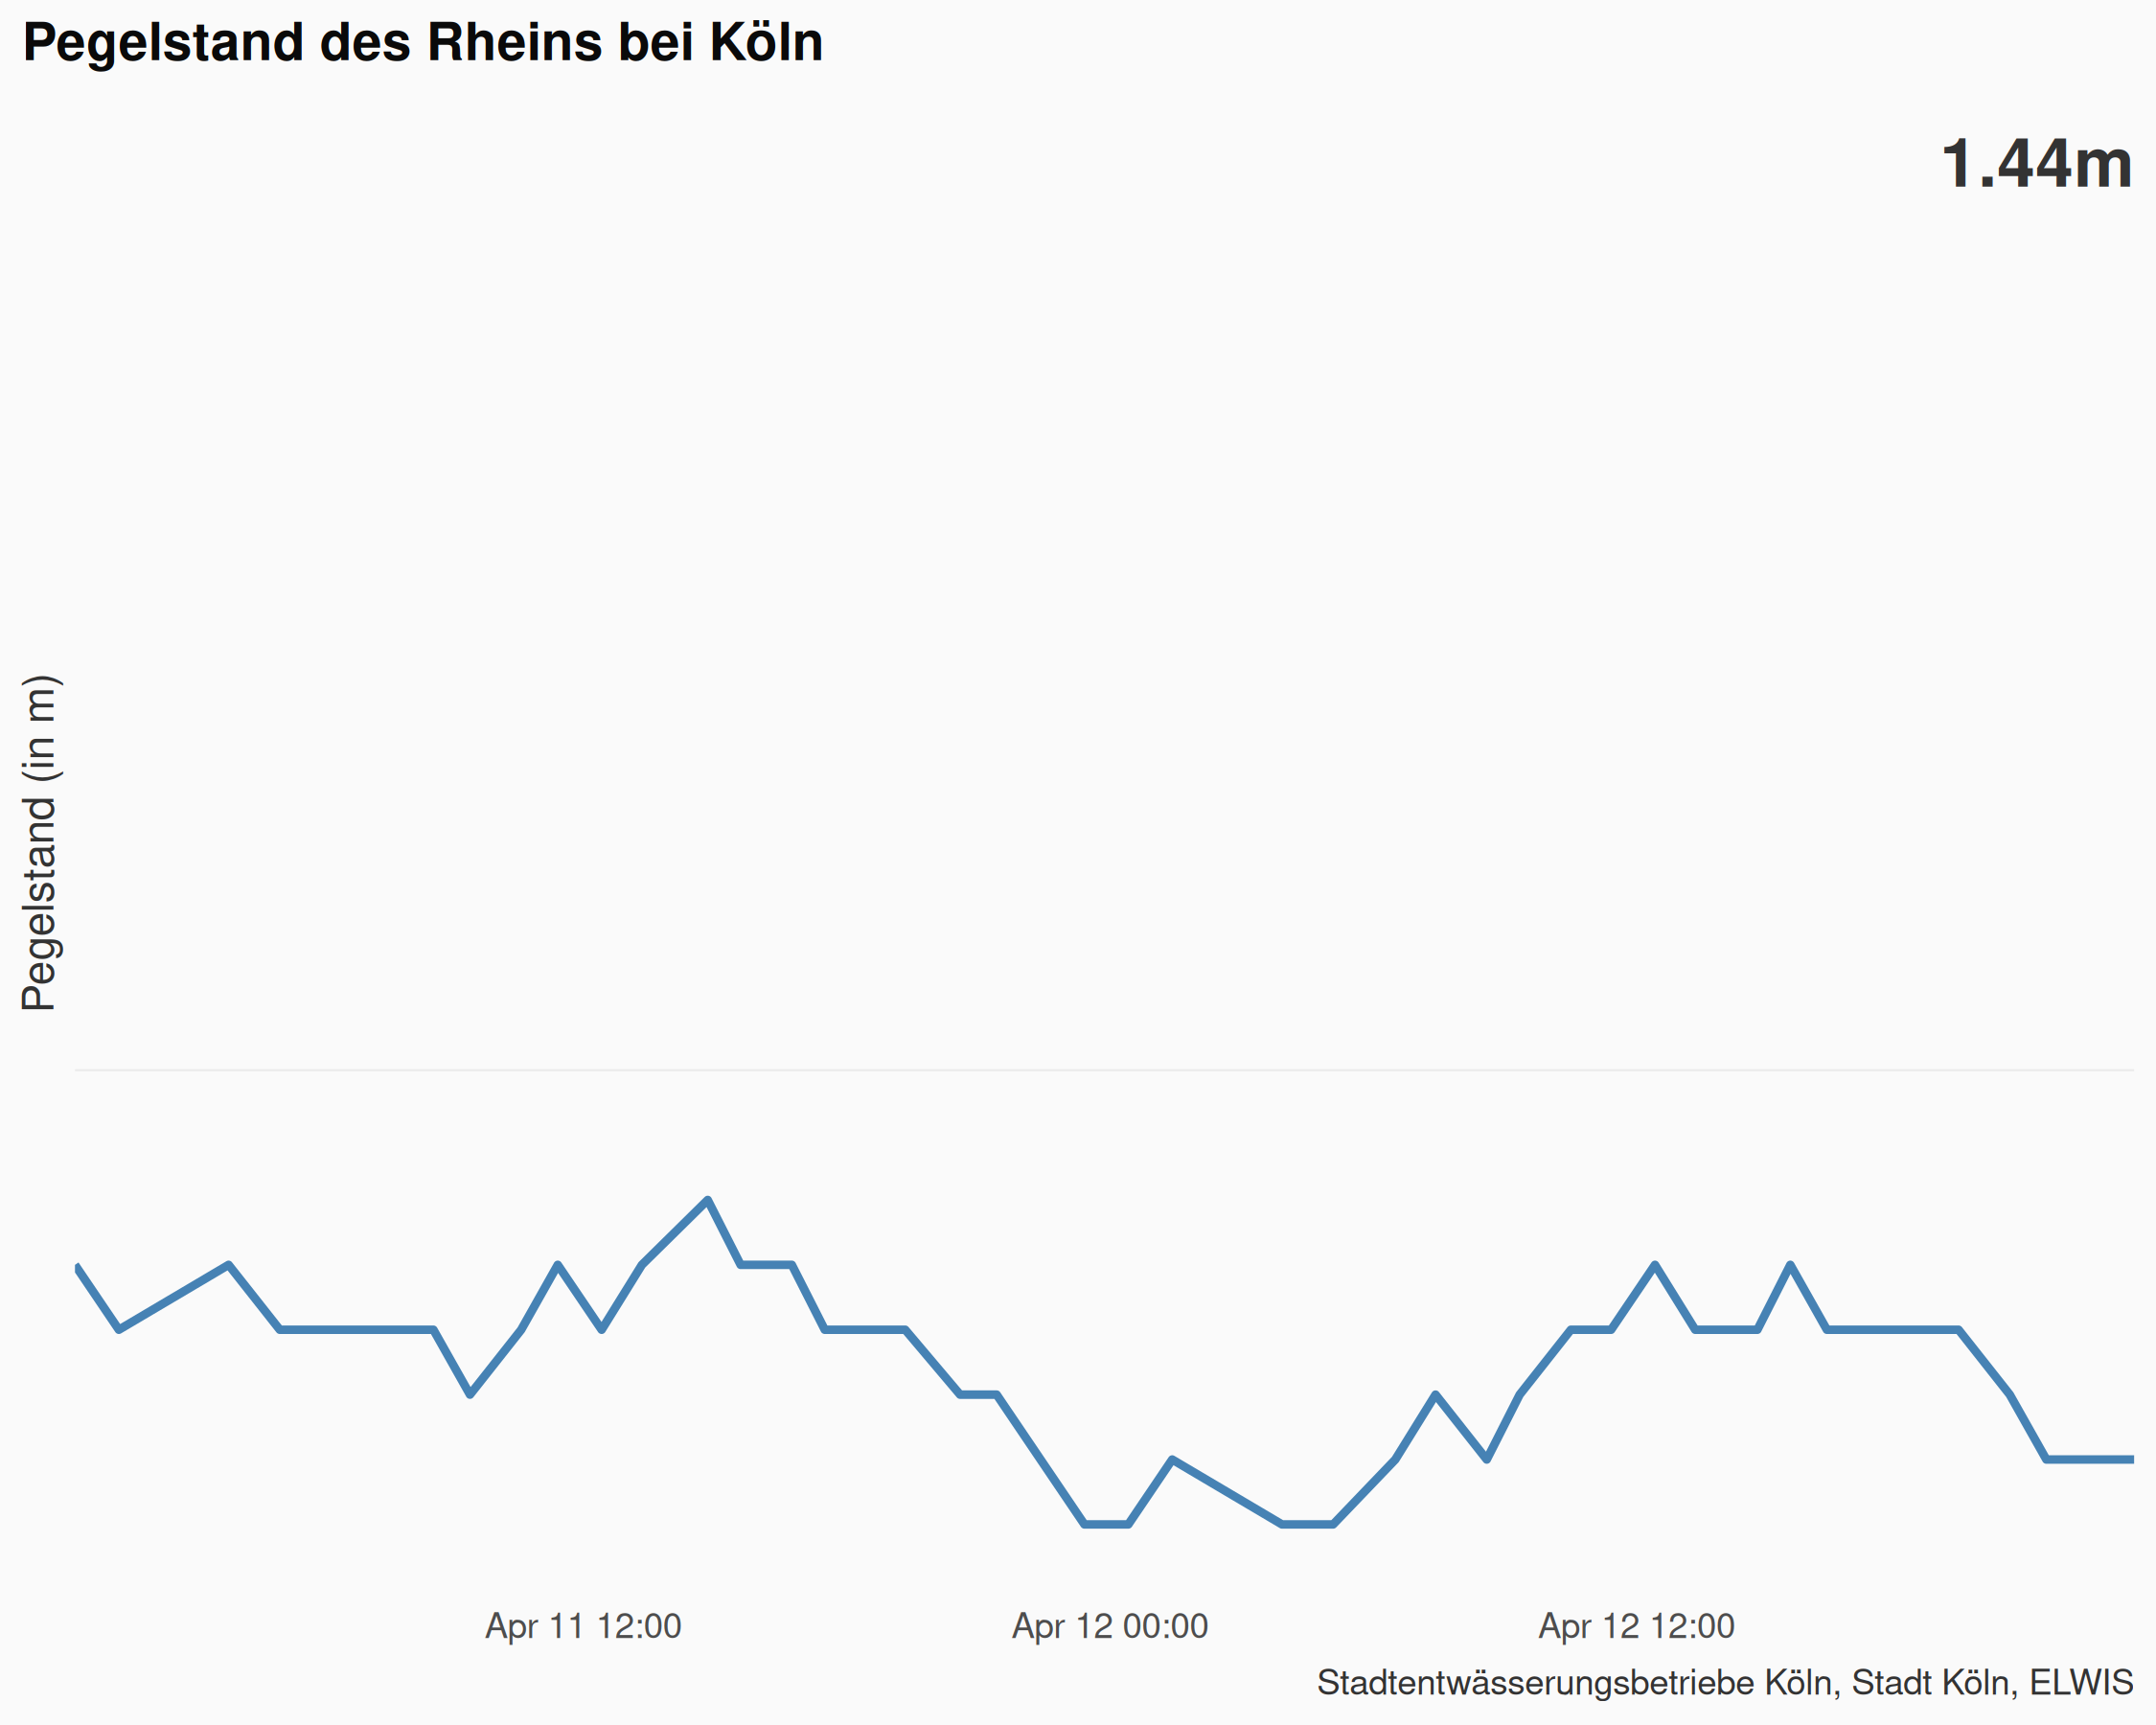 Pegelstand des Rheins bei Köln
1.44m
Pegelstand (in m)
Apr 11 12:00
Apr 12 00:00
Apr 12 12:00
Stadtentwässerungsbetriebe Köln, Stadt Köln, ELWIS